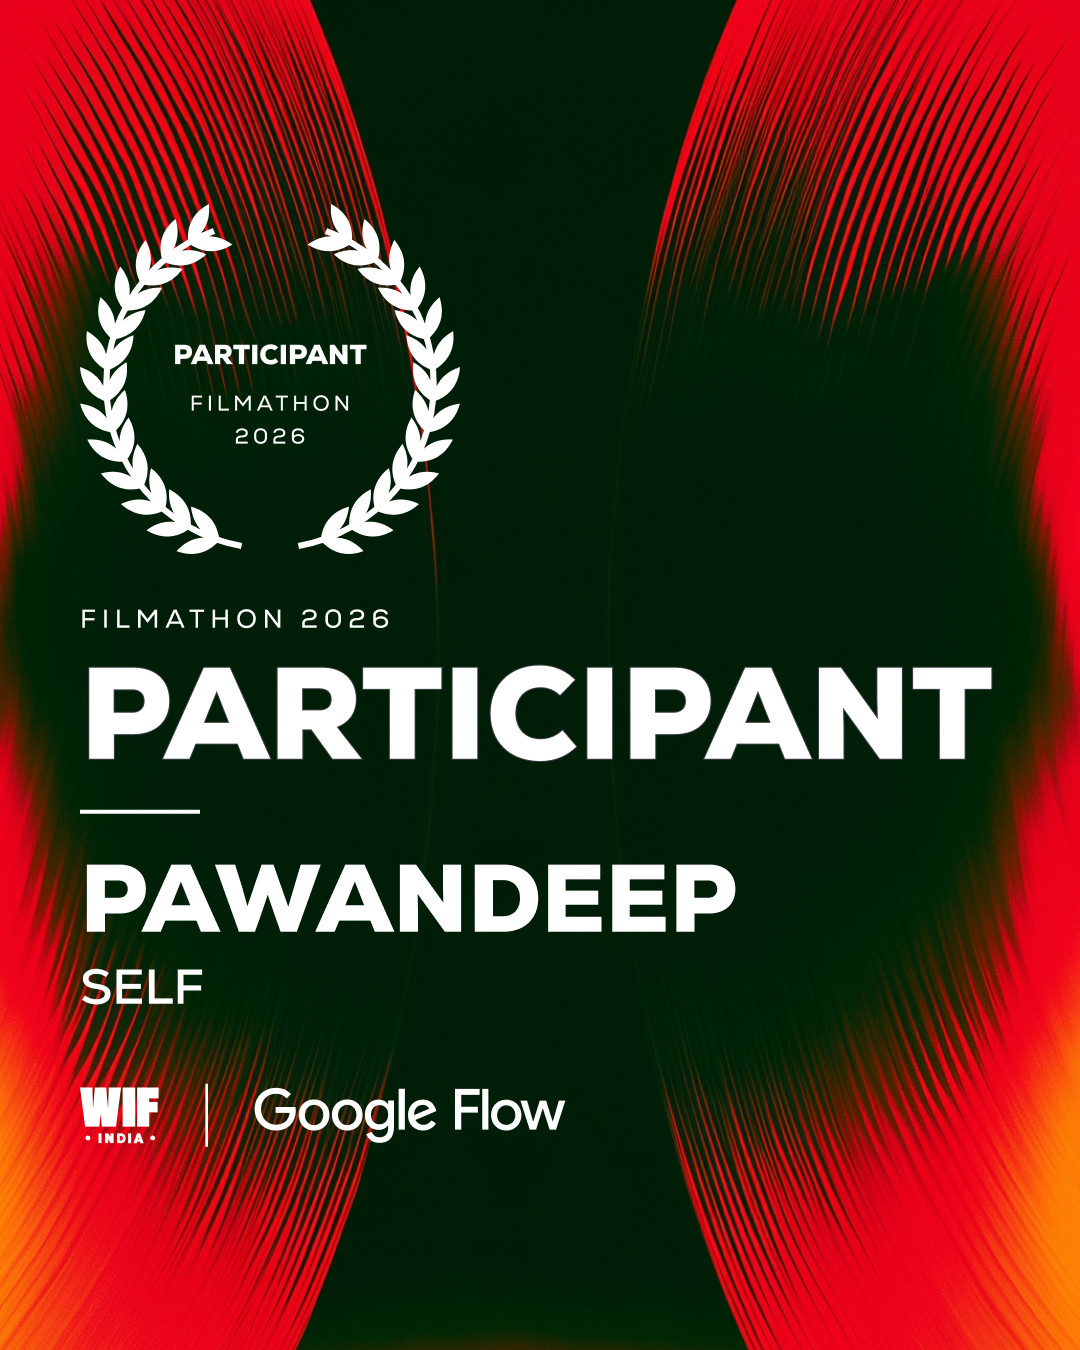 PARTICIPANT
FILMATHON
2026
FILMATHON 2026
PARTICIPANT
PAWANDEEP
SELF
WIF
• INDIA •
Google Flow